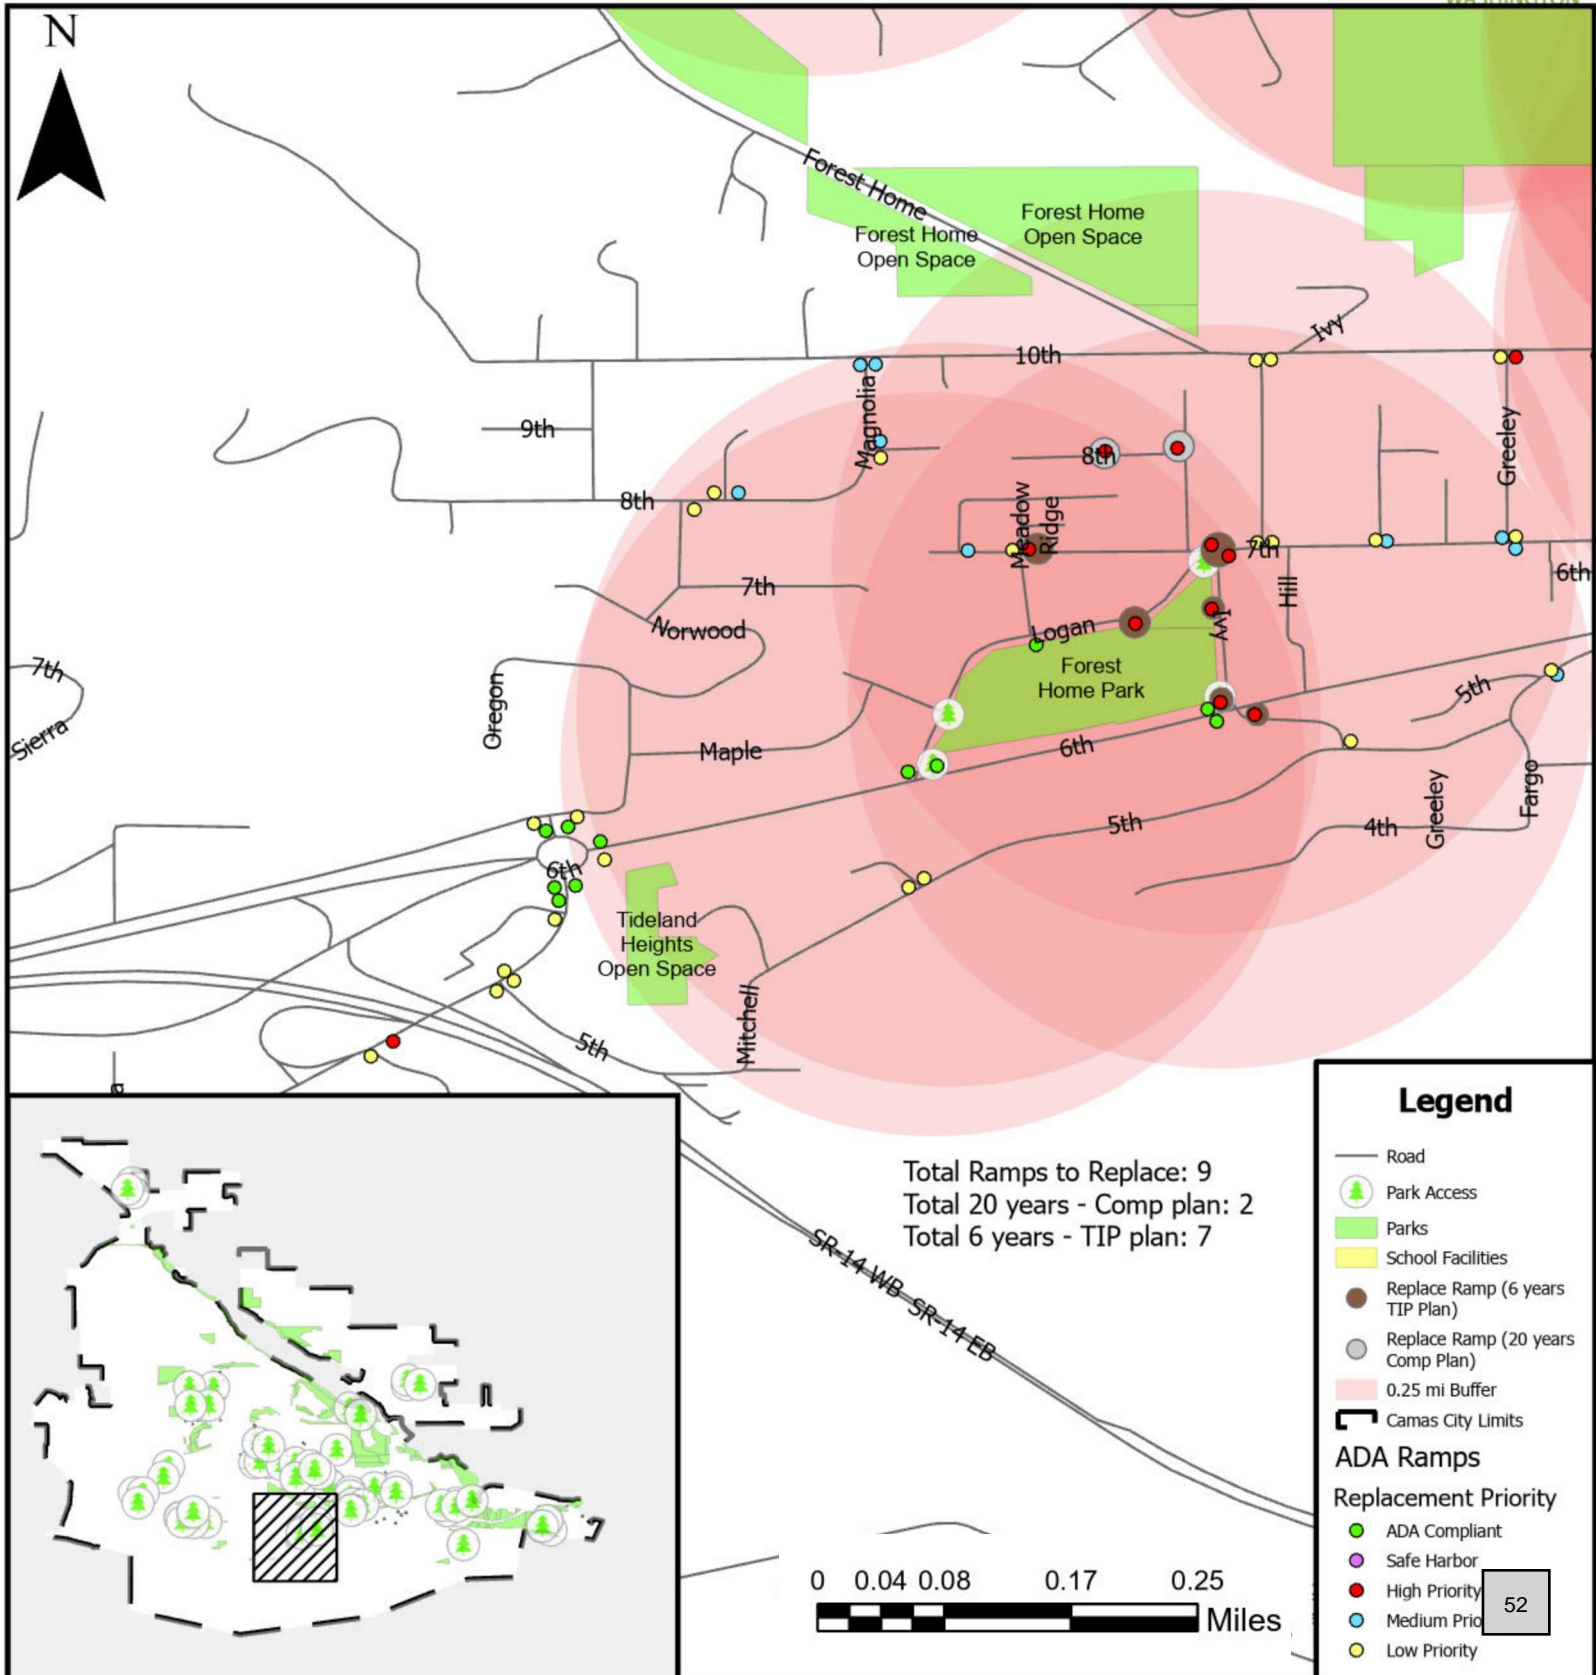 WASHINGTON
N
Forest Home
Forest Home
Open Space
Forest Home
Open Space
Ivy
10th
Magnolia
9th
Greeley
8th
8th
Meadow
Ridge
7th
Hill
6th
7th
Norwood
Logan
Ivy
Forest
Home Park
7th
Sierra
Oregon
5th
Maple
6th
Fargo
Greeley
5th
4th
6th
Tideland
Heights
Open Space
Mitchell
5th
a
Total Ramps to Replace: 9
Total 20 years - Comp plan: 2
Total 6 years - TIP plan: 7
SR-14 WB
SR-14 EB
0 0.04 0.08 0.17 0.25
Miles
Legend
Road
Park Access
Parks
School Facilities
Replace Ramp (6 years
TIP Plan)
Replace Ramp (20 years
Comp Plan)
0.25 mi Buffer
Camas City Limits
ADA Ramps
Replacement Priority
ADA Compliant
Safe Harbor
High Priority
Medium Prio
Low Priority
52